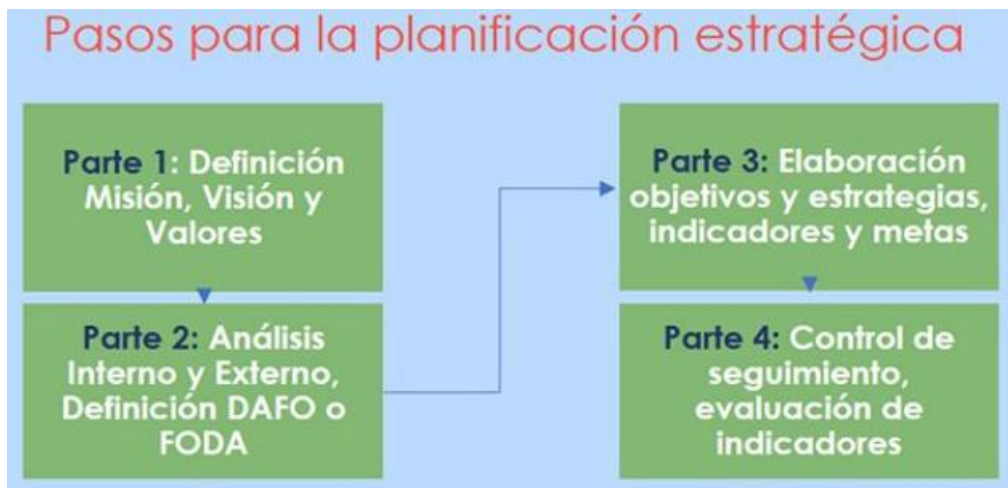 Pasos para la planificación estratégica
Parte 1: Definición
Misión, Visión y
Valores
Parte 2: Análisis
Interno y Externo,
Definición DAFO o
FODA
Parte 3: Elaboración
objetivos y estrategias,
indicadores y metas
Parte 4: Control de
seguimiento,
evaluación de
indicadores